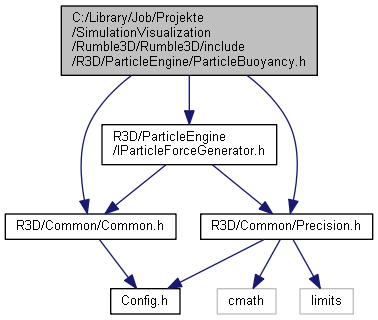 C:/Library/Job/Projekte
/SimulationVisualization
/Rumble3D/Rumble3D/include
/R3D/ParticleEngine/ParticleBuoyancy.h
R3D/ParticleEngine
/IParticleForceGenerator.h
R3D/Common/Common.h
R3D/Common/Precision.h
Config.h
cmath
limits